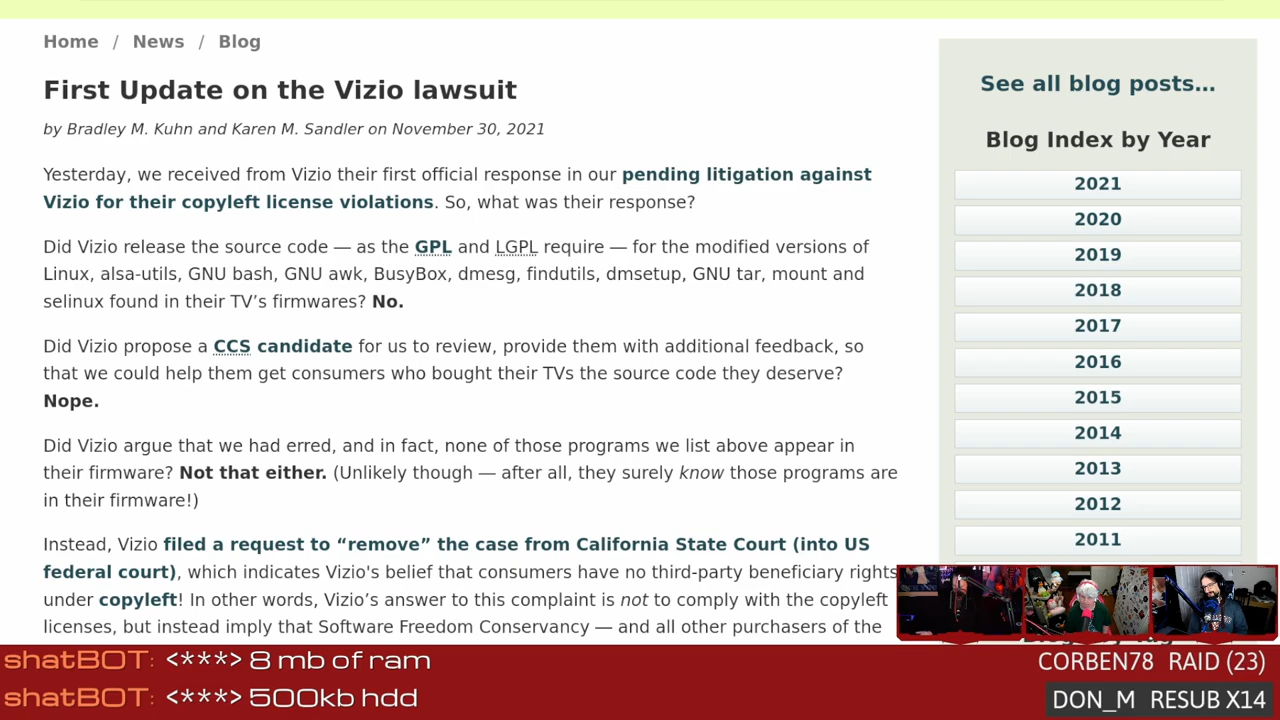 Home / News / Blog
First Update on the Vizio lawsuit
by Bradley M. Kuhn and Karen M. Sandler on November 30, 2021
Yesterday, we received from Vizio their first official response in our pending litigation against
Vizio for their copyleft license violations. So, what was their response?
Did Vizio release the source code — as the GPL and LGPL require — for the modified versions of
Linux, alsa-utils, GNU bash, GNU awk, BusyBox, dmesg, findutils, dmsetup, GNU tar, mount and
selinux found in their TV’s firmwares? No.
Did Vizio propose a CCS candidate for us to review, provide them with additional feedback, so
that we could help them get consumers who bought their TVs the source code they deserve?
Nope.
Did Vizio argue that we had erred, and in fact, none of those programs we list above appear in
their firmware? Not that either. (Unlikely though — after all, they surely know those programs are
in their firmware!)
Instead, Vizio filed a request to “remove” the case from California State Court (into US
federal court), which indicates Vizio's belief that consumers have no third-party beneficiary rights
under copyleft! In other words, Vizio’s answer to this complaint is not to comply with the copyleft
licenses, but instead imply that Software Freedom Conservancy — and all other purchasers of the
See all blog posts…
Blog Index by Year
2021
2020
2019
2018
2017
2016
2015
2014
2013
2012
2011
shatBOT: <***> 8 mb of ram
shatBOT: <***> 500kb hdd
CORBEN78 RAID (23)
DON_M RESUB X14